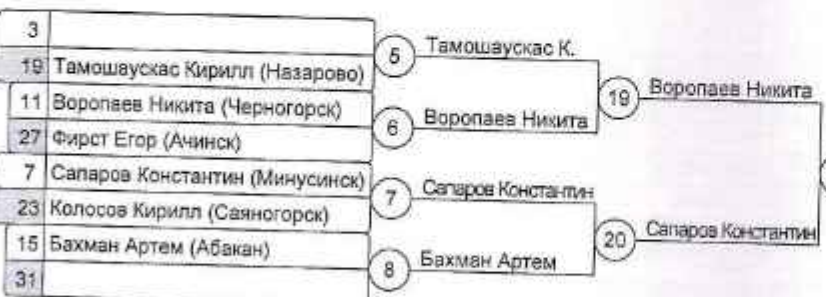 3
19 Тамошаускас Кирилл (Назарово)
5 Тамошаускас К.
11 Воропаев Никита (Черногорск)
27 Фирст Егор (Ачинск)
6 Воропаев Никита
19 Воропаев Никита
7 Сапаров Константин (Минусинск)
23 Колосов Кирилл (Саяногорск)
7 Сапаров Константин
15 Бахман Артем (Абакан)
31
8 Бахман Артем
20 Сапаров Константин